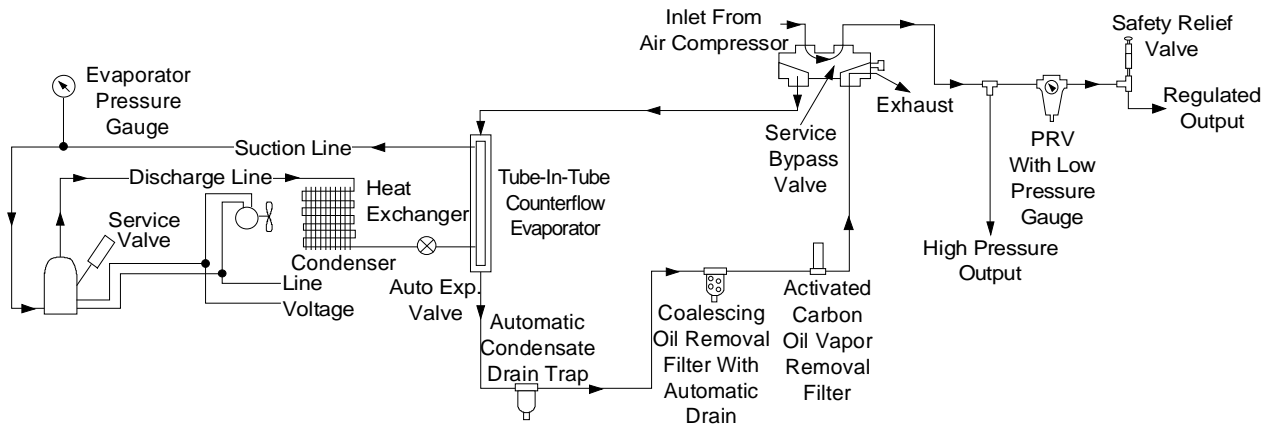 Inlet From
Air Compressor
Safety Relief
Valve
Evaporator
Pressure
Gauge
Exhaust
Regulated
Output
Service
Bypass
Valve
PRV
With Low
Pressure
Gauge
Suction Line
Discharge Line
Heat
Exchanger
Tube-In-Tube
Counterflow
Evaporator
Service
Valve
High Pressure
Output
Condenser
Line
Voltage
Auto Exp.
Valve
Automatic
Condensate
Drain Trap
Coalescing
Oil Removal
Filter With
Automatic
Drain
Activated
Carbon
Oil Vapor
Removal
Filter